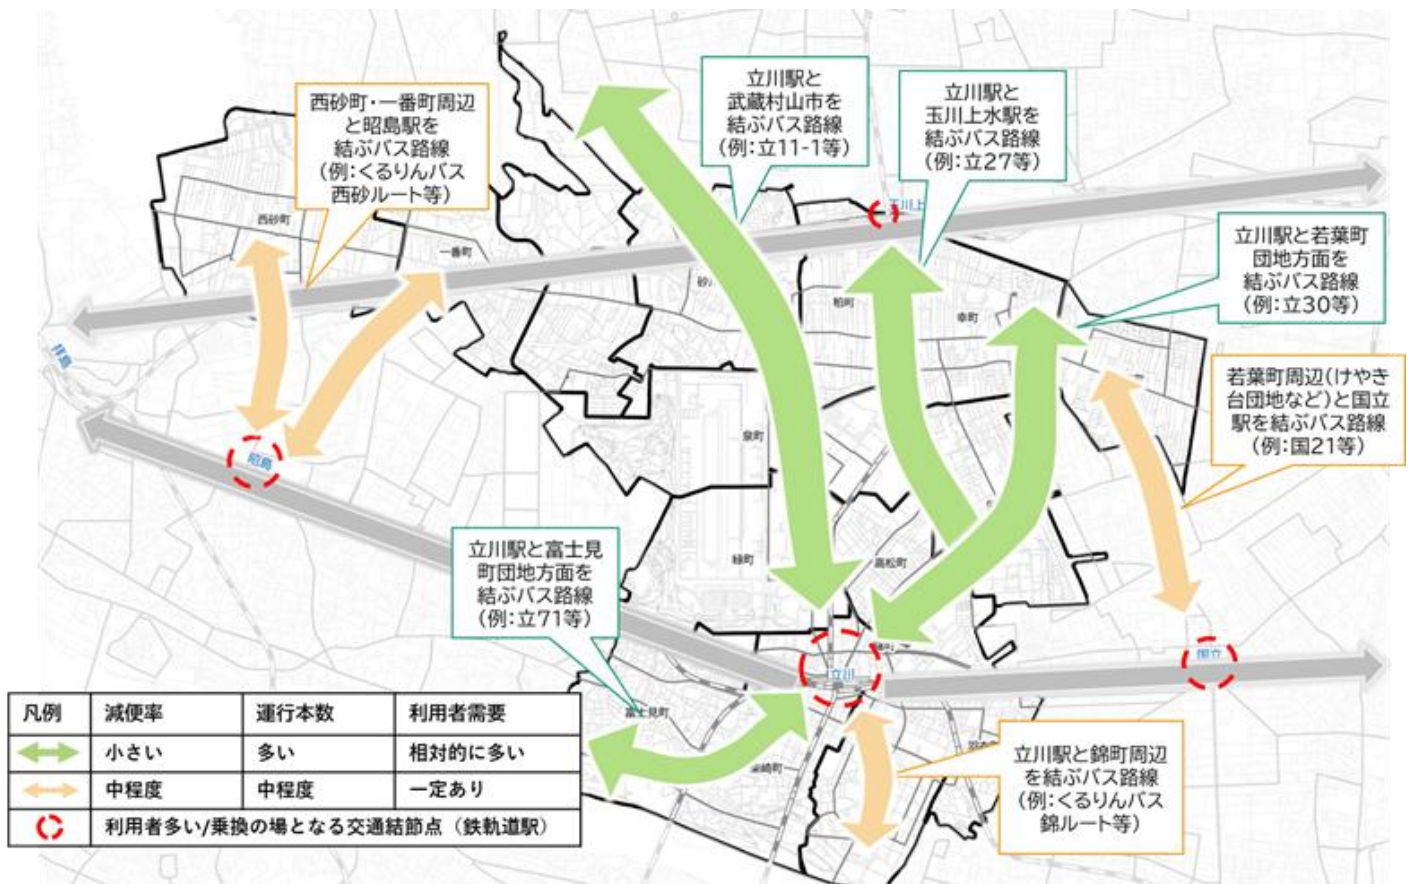 西砂町・一番町周辺
と昭島駅を
結ぶバス路線
(例：くるりんバス
西砂ルート等)
立川駅と
武蔵村山市を
結ぶバス路線
(例：立11-1等)
立川駅と
玉川上水駅を
結ぶバス路線
(例：立27等)
立川駅と若葉町
団地方面を
結ぶバス路線
(例：立30等)
若葉町周辺(けやき
台団地など)と国立
駅を結ぶバス路線
(例：国21等)
立川駅と富士見
町団地方面を
結ぶバス路線
(例：立71等)
立川駅と錦町周辺
を結ぶバス路線
(例：くるりんバス
錦ルート等)
西砂町
一番町
玉川上
柏町
幸町
拝島
昭島
泉町
緑町
高松町
立川
国立
富士見町
凡例 減便率 運行本数 利用者需要
小さい 多い 相対的に多い
中程度 中程度 一定あり
利用者多い/乗換の場となる交通結節点（鉄軌道駅）